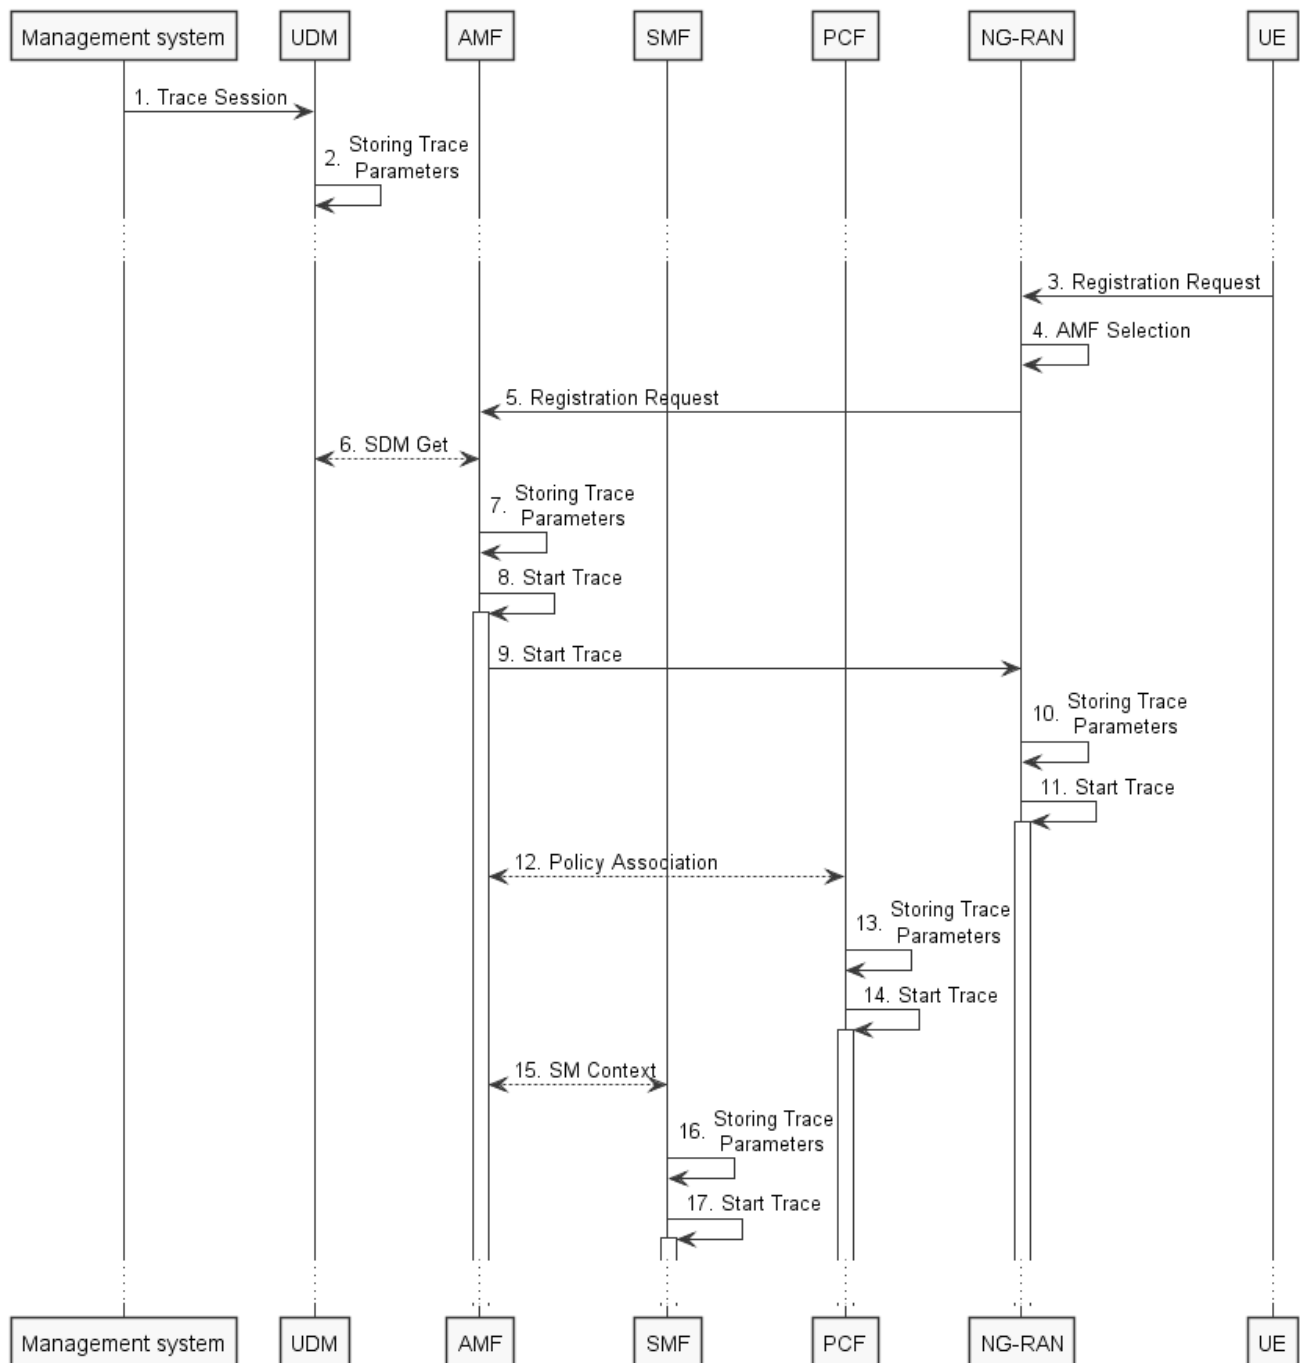 Management system
UDM
AMF
SMF
PCF
NG-RAN
UE
1. Trace Session
2. Storing Trace
Parameters
3. Registration Request
4. AMF Selection
5. Registration Request
6. SDM Get
7. Storing Trace
Parameters
8. Start Trace
9. Start Trace
10. Storing Trace
Parameters
11. Start Trace
12. Policy Association
13. Storing Trace
Parameters
14. Start Trace
15. SM Context
16. Storing Trace
Parameters
17. Start Trace
Management system
UDM
AMF
SMF
PCF
NG-RAN
UE